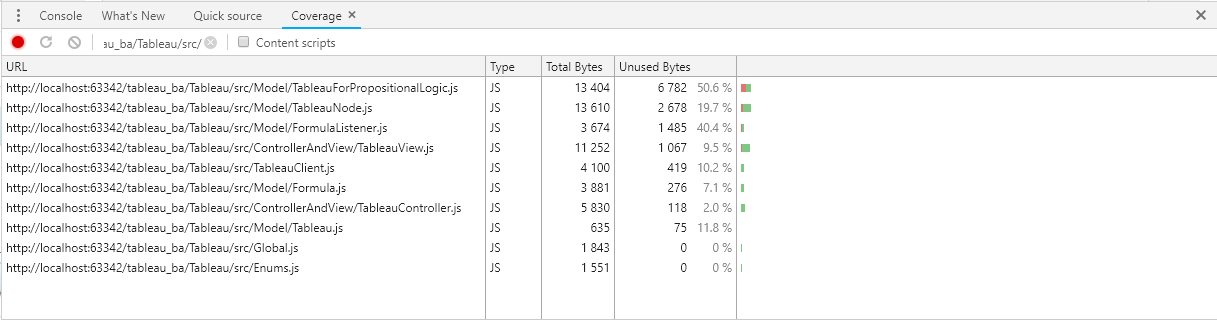 Console What's New Quick source Coverage
au_ba/Tableau/src/ Content scripts
URL Type Total Bytes Unused Bytes
http://localhost:63342/tableau_ba/Tableau/src/Model/TableauForPropositionalLogic.js JS 13 404 6 782 50.6 %
http://localhost:63342/tableau_ba/Tableau/src/Model/TableauNode.js JS 13 610 2 678 19.7 %
http://localhost:63342/tableau_ba/Tableau/src/Model/FormulaListener.js JS 3 674 1 485 40.4 %
http://localhost:63342/tableau_ba/Tableau/src/ControllerAndView/TableauView.js JS 11 252 1 067 9.5 %
http://localhost:63342/tableau_ba/Tableau/src/TableauClient.js JS 4 100 419 10.2 %
http://localhost:63342/tableau_ba/Tableau/src/Model/Formula.js JS 3 881 276 7.1 %
http://localhost:63342/tableau_ba/Tableau/src/ControllerAndView/TableauController.js JS 5 830 118 2.0 %
http://localhost:63342/tableau_ba/Tableau/src/Model/Tableau.js JS 635 75 11.8 %
http://localhost:63342/tableau_ba/Tableau/src/Global.js JS 1 843 0 0 %
http://localhost:63342/tableau_ba/Tableau/src/Enums.js JS 1 551 0 0 %